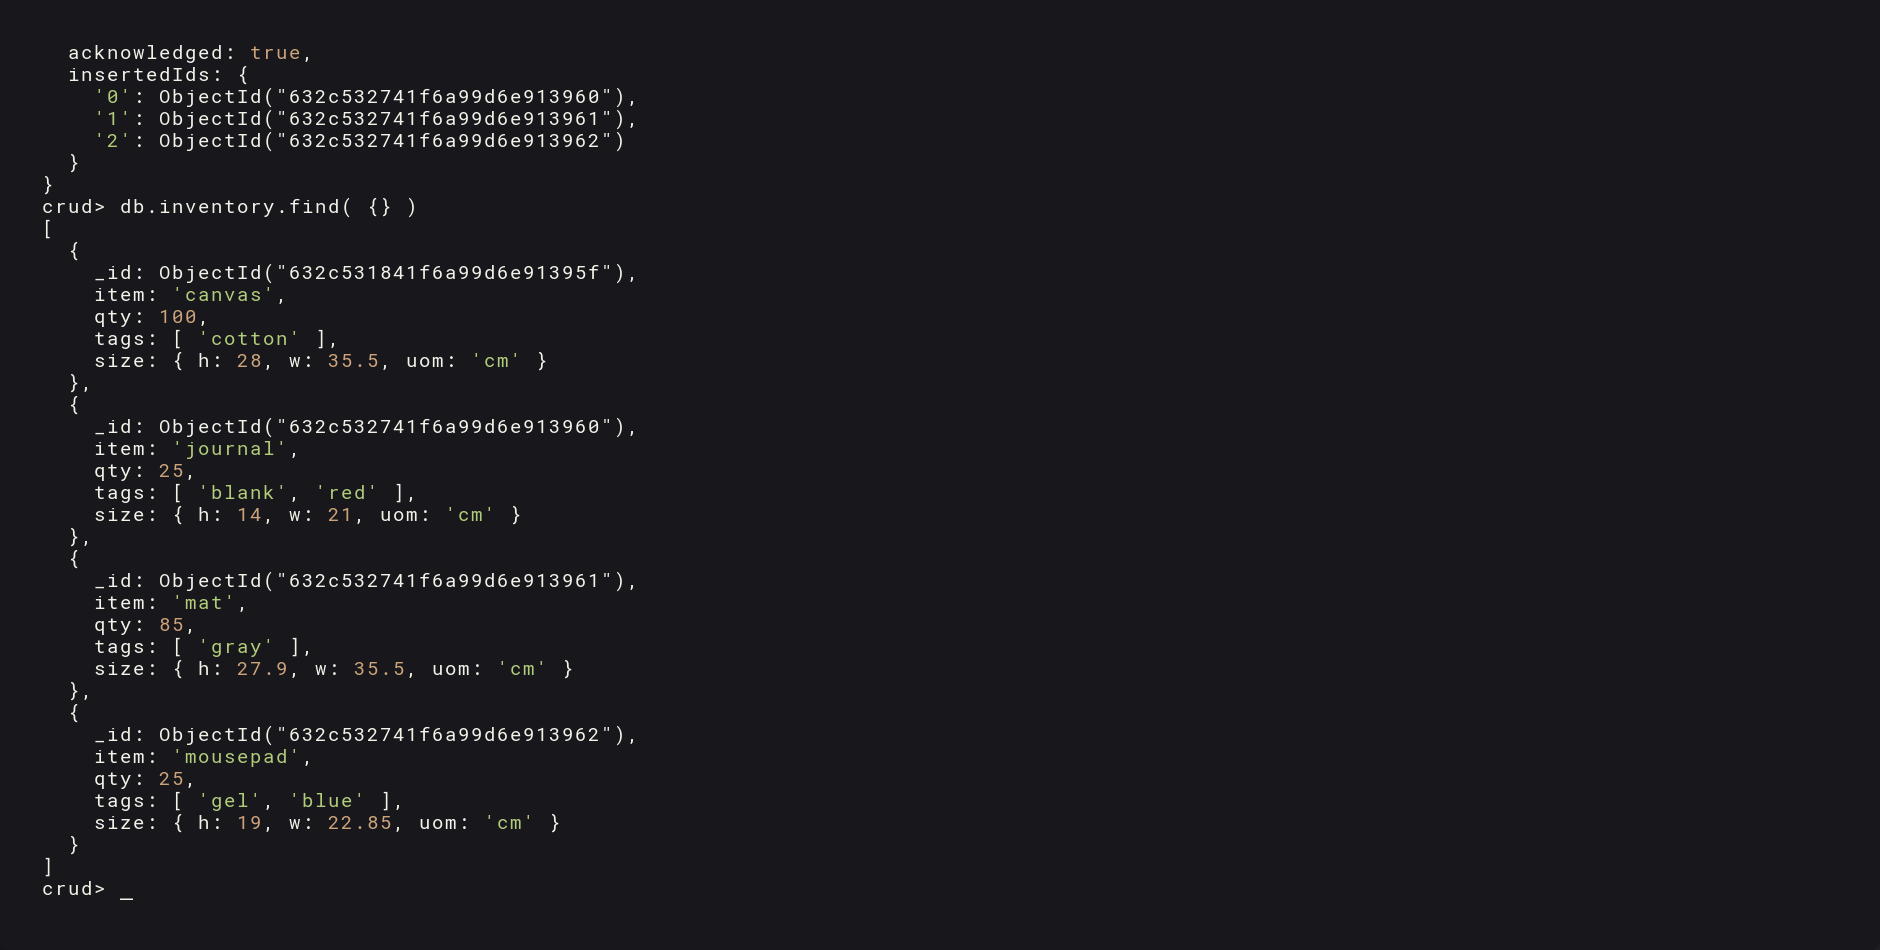 acknowledged: true,
  insertedIds: {
    '0': ObjectId("632c532741f6a99d6e913960"),
    '1': ObjectId("632c532741f6a99d6e913961"),
    '2': ObjectId("632c532741f6a99d6e913962")
  }
}
crud> db.inventory.find( {} )
[
  {
    _id: ObjectId("632c531841f6a99d6e91395f"),
    item: 'canvas',
    qty: 100,
    tags: [ 'cotton' ],
    size: { h: 28, w: 35.5, uom: 'cm' }
  },
  {
    _id: ObjectId("632c532741f6a99d6e913960"),
    item: 'journal',
    qty: 25,
    tags: [ 'blank', 'red' ],
    size: { h: 14, w: 21, uom: 'cm' }
  },
  {
    _id: ObjectId("632c532741f6a99d6e913961"),
    item: 'mat',
    qty: 85,
    tags: [ 'gray' ],
    size: { h: 27.9, w: 35.5, uom: 'cm' }
  },
  {
    _id: ObjectId("632c532741f6a99d6e913962"),
    item: 'mousepad',
    qty: 25,
    tags: [ 'gel', 'blue' ],
    size: { h: 19, w: 22.85, uom: 'cm' }
  }
]
crud> _